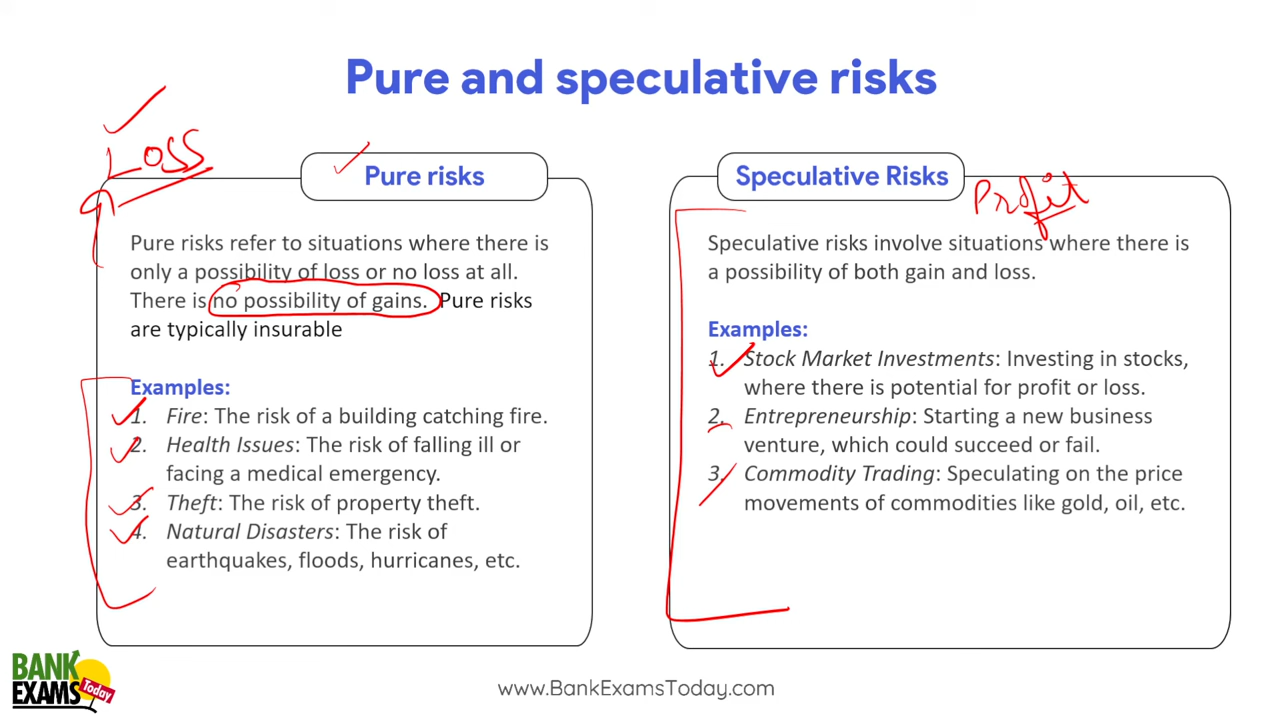 Pure and speculative risks
Loss
Pure risks
Pure risks refer to situations where there is
only a possibility of loss or no loss at all.
There is no possibility of gains. Pure risks
are typically insurable
Examples:
1. Fire: The risk of a building catching fire.
2. Health Issues: The risk of falling ill or
facing a medical emergency.
3. Theft: The risk of property theft.
4. Natural Disasters: The risk of
earthquakes, floods, hurricanes, etc.
Speculative Risks
Profit
Speculative risks involve situations where there is
a possibility of both gain and loss.
Examples:
1. Stock Market Investments: Investing in stocks,
where there is potential for profit or loss.
2. Entrepreneurship: Starting a new business
venture, which could succeed or fail.
3. Commodity Trading: Speculating on the price
movements of commodities like gold, oil, etc.
BANK
EXAMS
Today
www.BankExamsToday.com